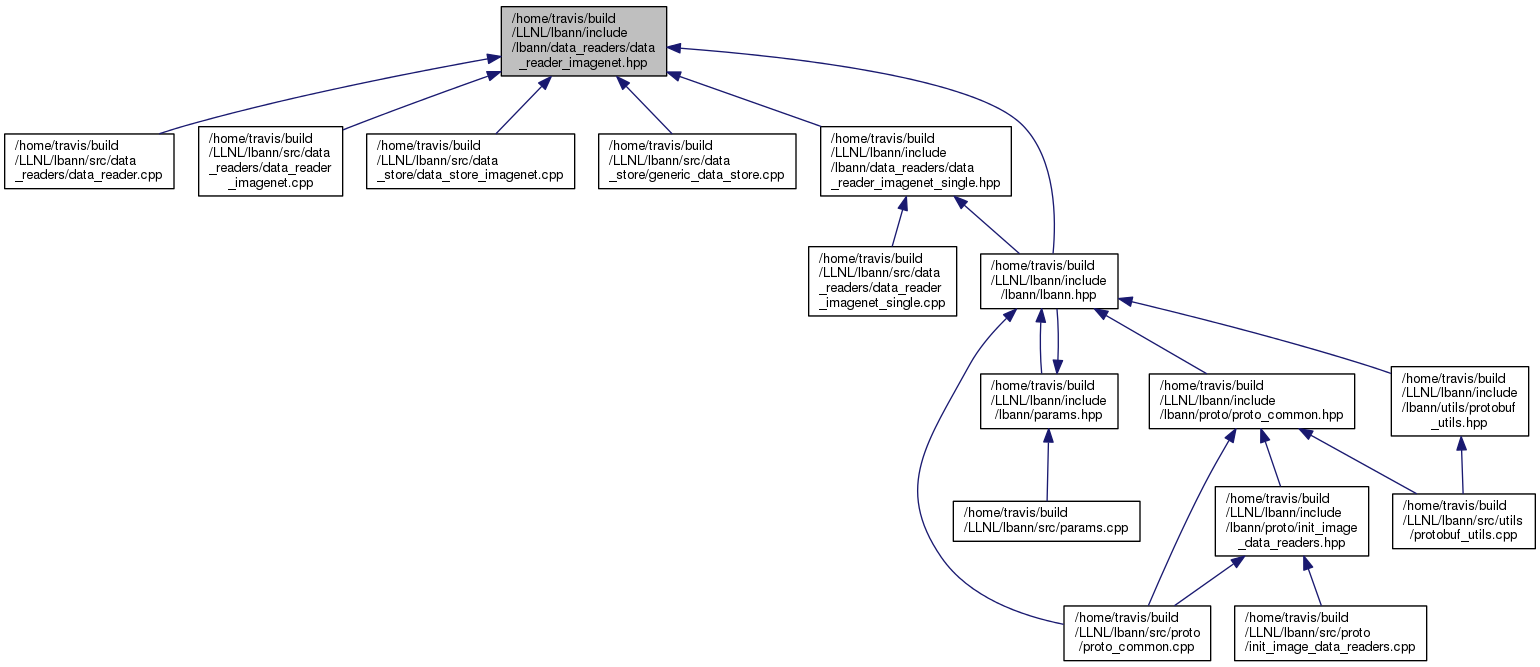 /home/travis/build
/LLNL/lbann/include
/lbann/data_readers/data
_reader_imagenet.hpp
/home/travis/build
/LLNL/lbann/src/data
_readers/data_reader.cpp
/home/travis/build
/LLNL/lbann/src/data
_readers/data_reader
_imagenet.cpp
/home/travis/build
/LLNL/lbann/src/data
_store/data_store_imagenet.cpp
/home/travis/build
/LLNL/lbann/src/data
_store/generic_data_store.cpp
/home/travis/build
/LLNL/lbann/include
/lbann/data_readers/data
_reader_imagenet_single.hpp
/home/travis/build
/LLNL/lbann/src/data
_readers/data_reader
_imagenet_single.cpp
/home/travis/build
/LLNL/lbann/include
/lbann/lbann.hpp
/home/travis/build
/LLNL/lbann/include
/lbann/params.hpp
/home/travis/build
/LLNL/lbann/include
/lbann/proto/proto_common.hpp
/home/travis/build
/LLNL/lbann/include
/lbann/utils/protobuf
_utils.hpp
/home/travis/build
/LLNL/lbann/src/params.cpp
/home/travis/build
/LLNL/lbann/include
/lbann/proto/init_image
_data_readers.hpp
/home/travis/build
/LLNL/lbann/src/utils
/protobuf_utils.cpp
/home/travis/build
/LLNL/lbann/src/proto
/proto_common.cpp
/home/travis/build
/LLNL/lbann/src/proto
/init_image_data_readers.cpp